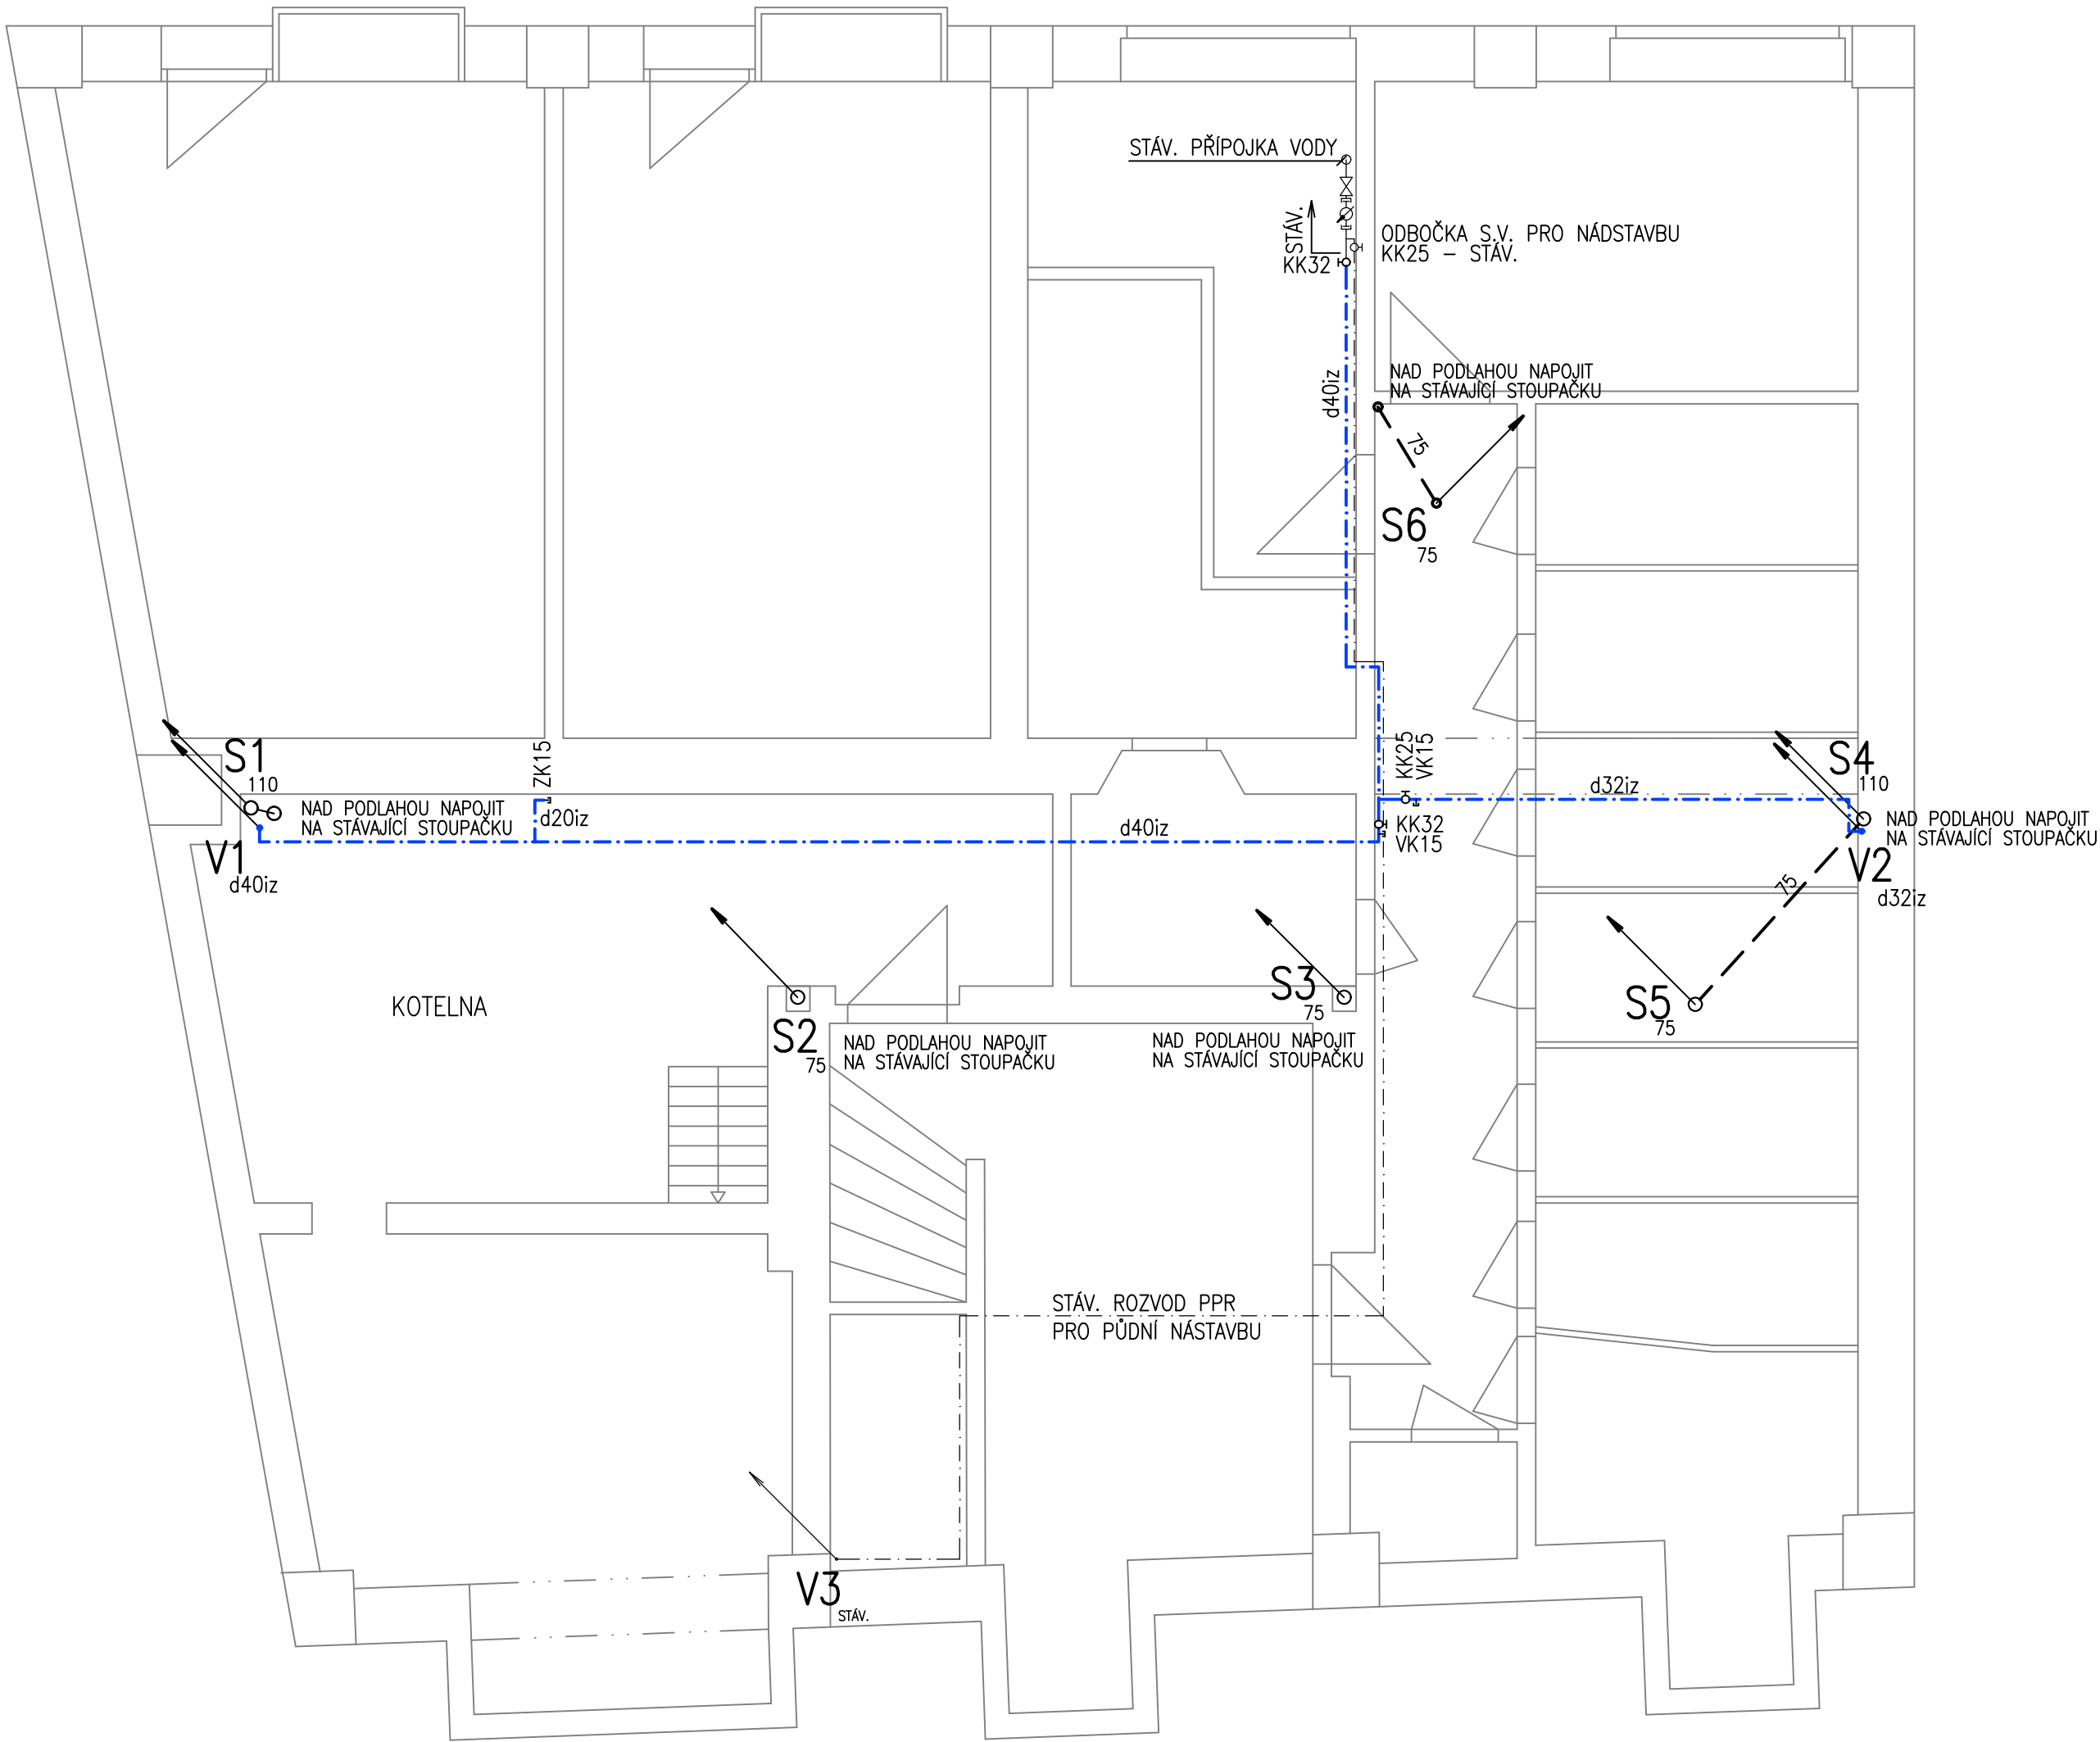 STÁV. PŘÍPOJKA VODY
STÁV.
KK32
ODBOČKA S.V. PRO NÁDSTAVBU
KK25 – STÁV.
d40iz
NAD PODLAHOU NAPOJIT
NA STÁVAJÍCÍ STOUPAČKU
75
S6
75
S1
110
NAD PODLAHOU NAPOJIT
NA STÁVAJÍCÍ STOUPAČKU
V1
d40iz
ZK15
d20iz
d40iz
KK25
VK15
KK32
VK15
d32iz
S4
110
NAD PODLAHOU NAPOJIT
NA STÁVAJÍCÍ STOUPAČKU
V2
d32iz
75
S5
75
KOTELNA
S2
75
NAD PODLAHOU NAPOJIT
NA STÁVAJÍCÍ STOUPAČKU
S3
75
NAD PODLAHOU NAPOJIT
NA STÁVAJÍCÍ STOUPAČKU
STÁV. ROZVOD PPR
PRO PŮDNÍ NÁSTAVBU
V3
STÁV.